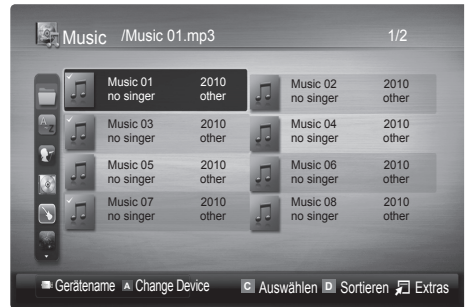 Music /Music 01.mp3 1/2
Music 01 2010
no singer other
Music 02 2010
no singer other
Music 03 2010
no singer other
Music 04 2010
no singer other
Music 05 2010
no singer other
Music 06 2010
no singer other
Music 07 2010
no singer other
Music 08 2010
no singer other
Gerätename A Change Device C Auswählen D Sortieren Extras